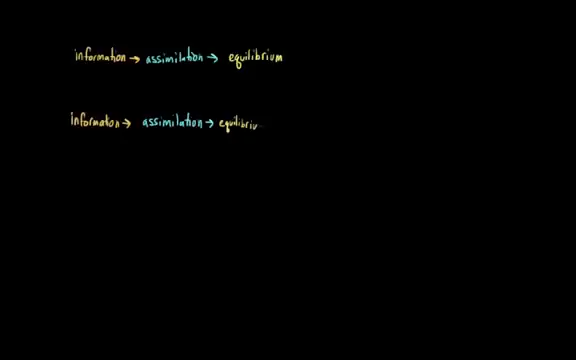 information → assimilation → equilibrium
information → assimilation → equilibriu